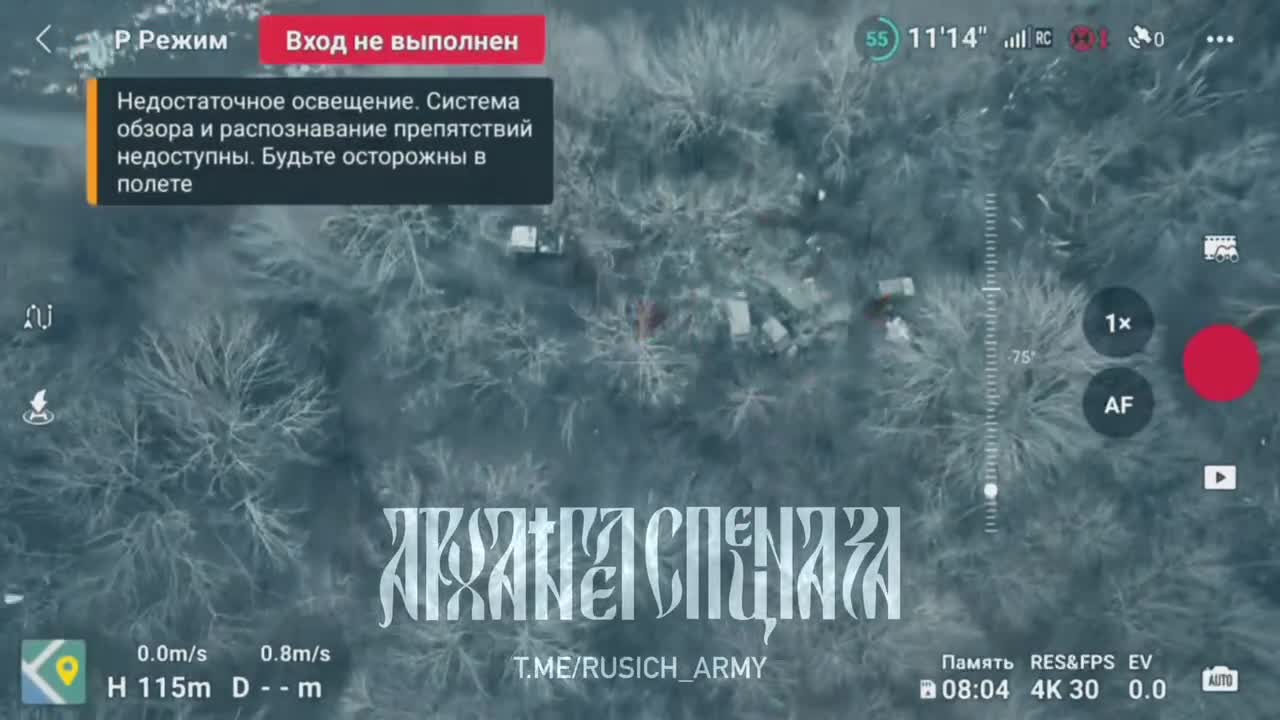 Р Режим
Вход не выполнен
55
11'14"
RC
0
Недостаточное освещение. Система
обзора и распознавание препятствий
недоступны. Будьте осторожны в
полете
-75°
1×
AF
АРХАНГЕЛ СПЕЦНАЗА
T.ME/RUSICH_ARMY
0.0m/s
0.8m/s
H 115m D - - m
Память RES&FPS EV
08:04 4K 30 0.0
AUTO